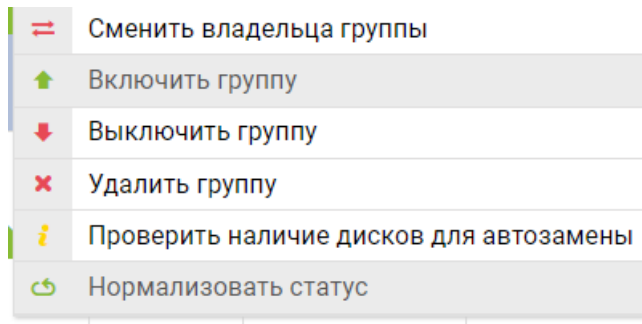 Сменить владельца группы
Включить группу
Выключить группу
Удалить группу
Проверить наличие дисков для автозамены
Нормализовать статус